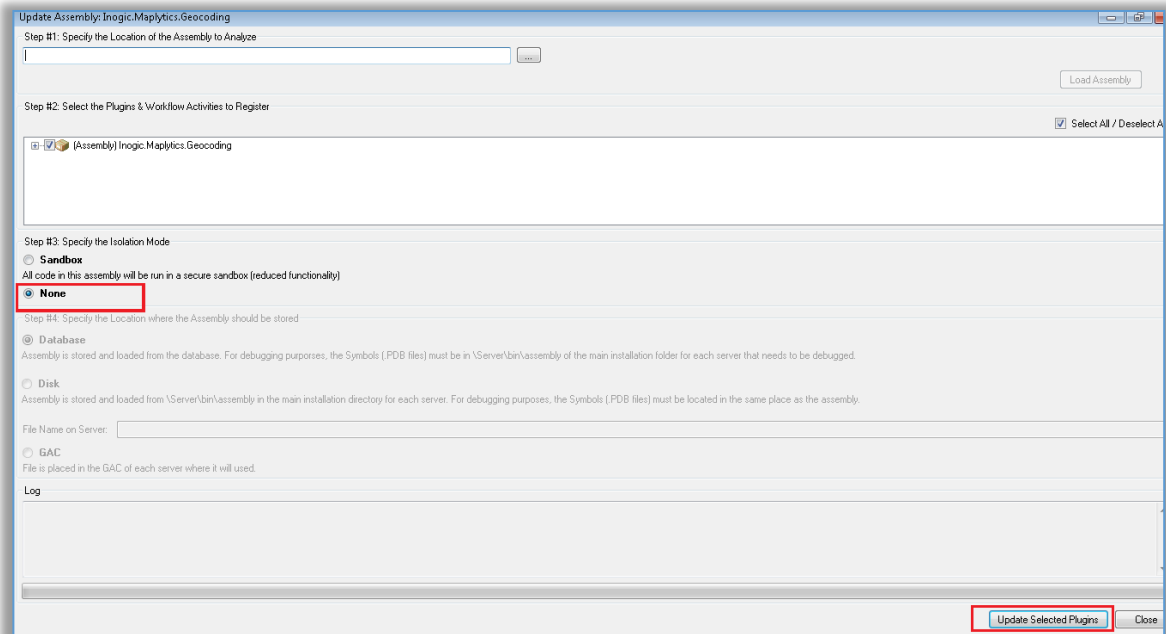 Update Assembly: Inogic.Maplytics.Geocoding
Step #1: Specify the Location of the Assembly to Analyze
...
Load Assembly
Step #2: Select the Plugins & Workflow Activities to Register
Select All / Deselect A
(Assembly) Inogic.Maplytics.Geocoding
Step #3: Specify the Isolation Mode
Sandbox
All code in this assembly will be run in a secure sandbox (reduced functionality)
None
Step #4: Specify the Location where the Assembly should be stored
Database
Assembly is stored and loaded from the database. For debugging purporses, the Symbols (.PDB files) must be in \Server\bin\assembly of the main installation folder for each server that needs to be debugged.
Disk
Assembly is stored and loaded from \Server\bin\assembly in the main installation directory for each server. For debugging purposes, the Symbols (.PDB files) must be located in the same place as the assembly.
File Name on Server:
GAC
File is placed in the GAC of each server where it will used.
Log
Update Selected Plugins
Close